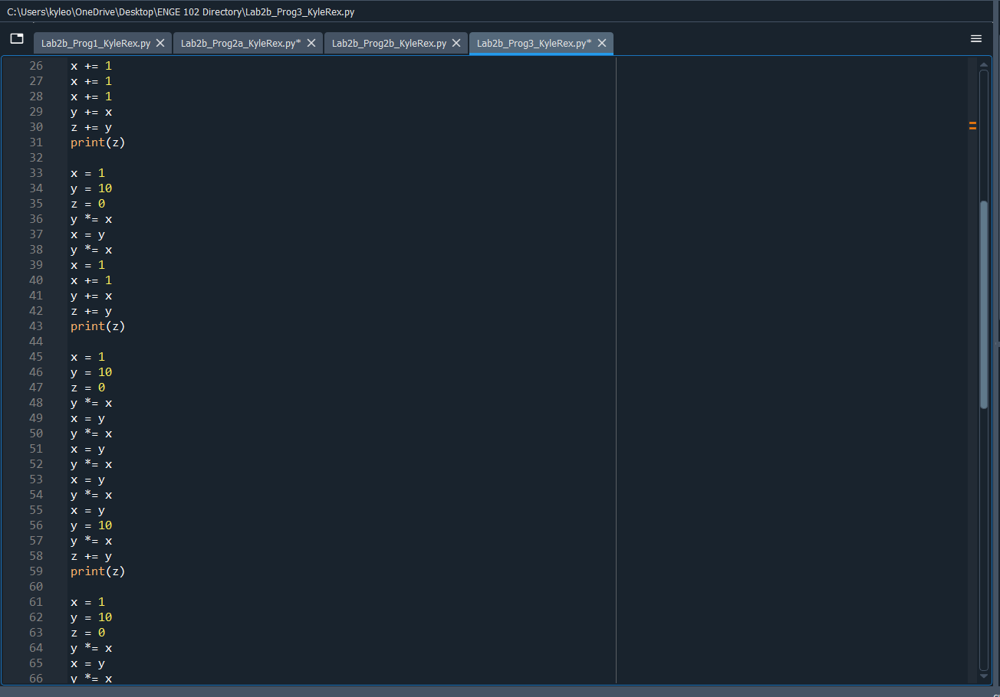 C:\Users\kyleo\OneDrive\Desktop\ENGE 102 Directory\Lab2b_Prog3_KyleRex.py
Lab2b_Prog1_KyleRex.py Lab2b_Prog2a_KyleRex.py* Lab2b_Prog2b_KyleRex.py Lab2b_Prog3_KyleRex.py*
26 x += 1
27 x += 1
28 x += 1
29 y += x
30 z += y
31 print(z)
32
33 x = 1
34 y = 10
35 z = 0
36 y *= x
37 x = y
38 y *= x
39 x = 1
40 x += 1
41 y += x
42 z += y
43 print(z)
44
45 x = 1
46 y = 10
47 z = 0
48 y *= x
49 x = y
50 y *= x
51 x = y
52 y *= x
53 x = y
54 y *= x
55 x = y
56 y = 10
57 y *= x
58 z += y
59 print(z)
60
61 x = 1
62 y = 10
63 z = 0
64 y *= x
65 x = y
66 y *= x